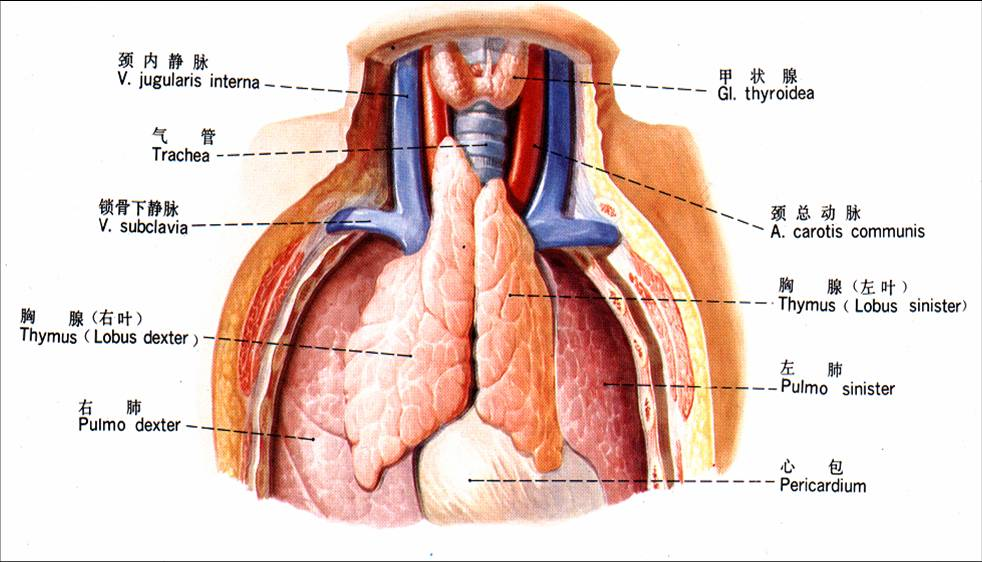 颈内静脉
V. jugularis interna
气管
Trachea
锁骨下静脉
V. subclavia
胸腺(右叶)
Thymus (Lobus dexter)
右肺
Pulmo dexter
甲状腺
Gl. thyroidea
颈总动脉
A. carotis communis
胸腺(左叶)
Thymus (Lobus sinister)
左肺
Pulmo sinister
心包
Pericardium